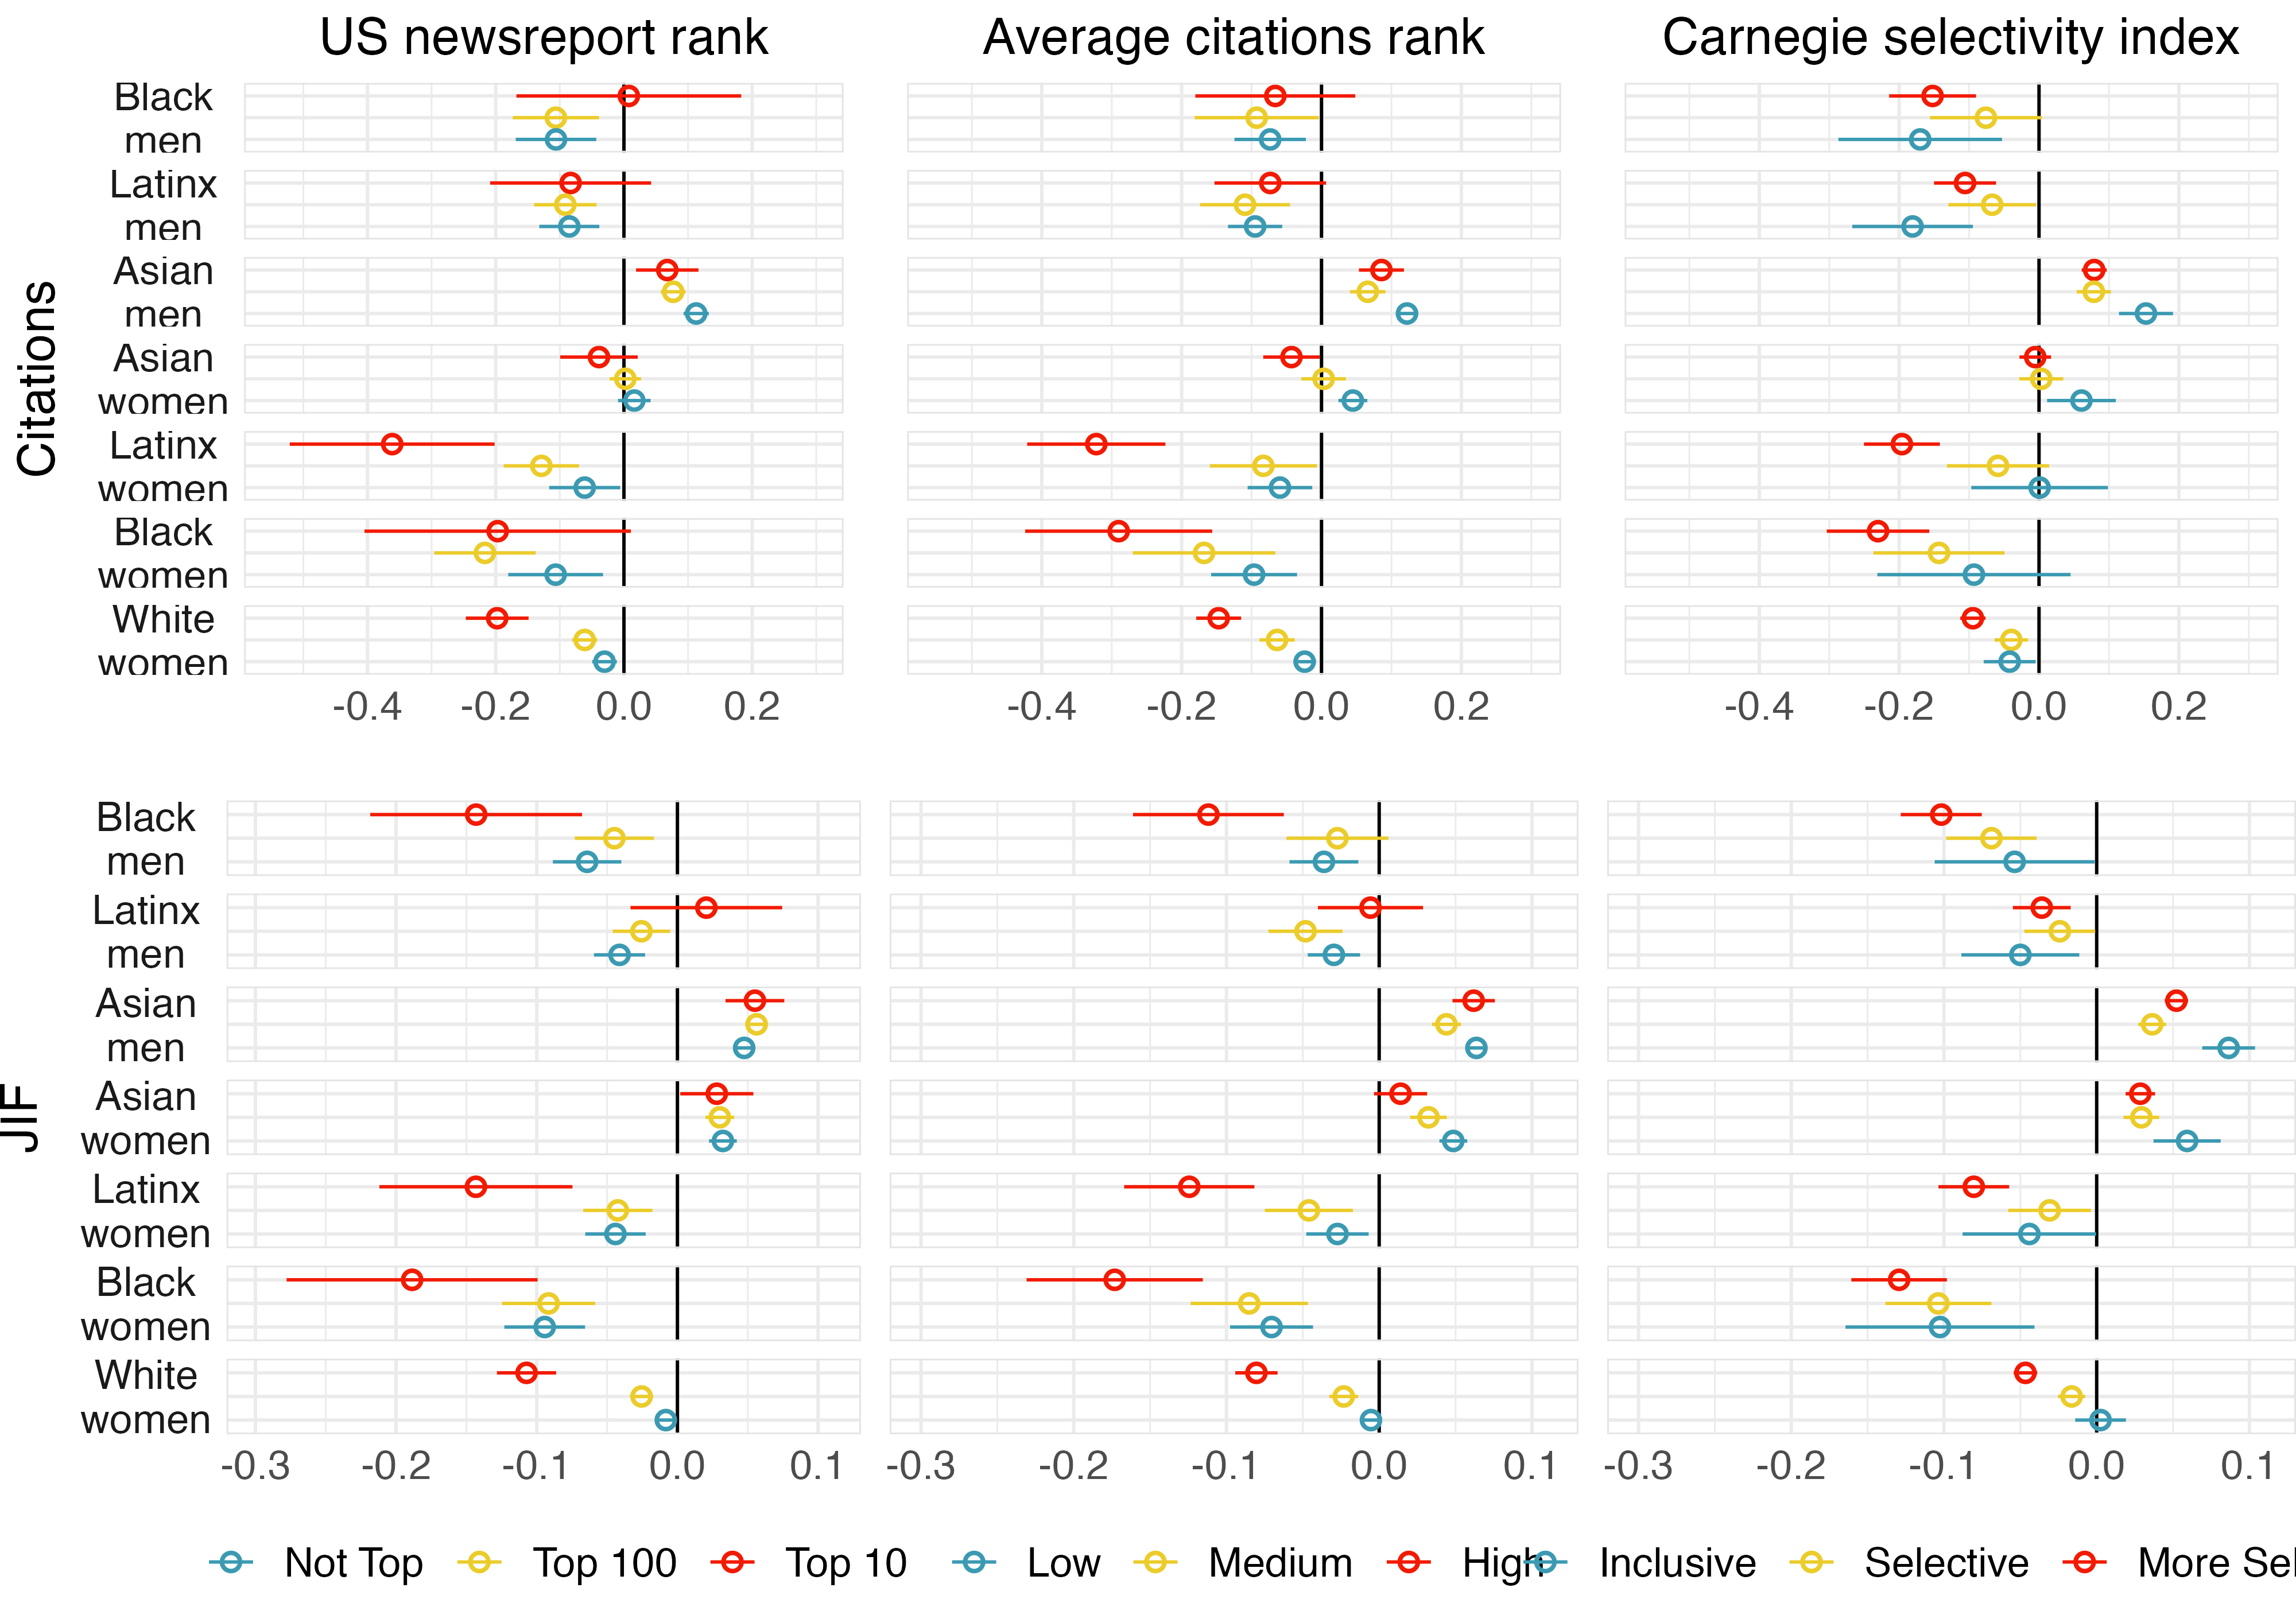 US newsreport rank Average citations rank Carnegie selectivity index
Citations
Black
men
Latinx
men
Asian
men
Asian
women
Latinx
women
Black
women
White
women
-0.4 -0.2 0.0 0.2 -0.4 -0.2 0.0 0.2 -0.4 -0.2 0.0 0.2
JIF
Black
men
Latinx
men
Asian
men
Asian
women
Latinx
women
Black
women
White
women
-0.3 -0.2 -0.1 0.0 0.1 -0.3 -0.2 -0.1 0.0 0.1 -0.3 -0.2 -0.1 0.0 0.1
Not Top Top 100 Top 10 Low Medium High Inclusive Selective More Sel